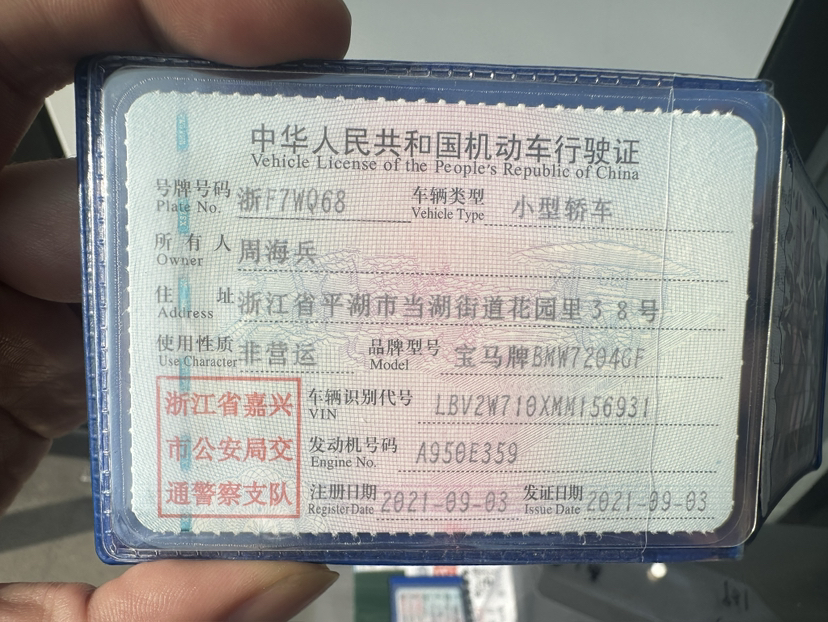 中华人民共和国机动车行驶证
Vehicle License of the People's Republic of China
号牌号码 浙F7WQ68 车辆类型 小型轿车
Plate No. Vehicle Type
所有人 周海兵
Owner
住址 浙江省平湖市当湖街道花园里38号
Address
使用性质 非营运 品牌型号 宝马牌BMW7204GF
Use Character Model
浙江省嘉兴
市公安局交
通警察支队
车辆识别代号 LBV2W710XMM156931
VIN
发动机号码 A950E359
Engine No.
注册日期 2021-09-03 发证日期 2021-09-03
Register Date Issue Date